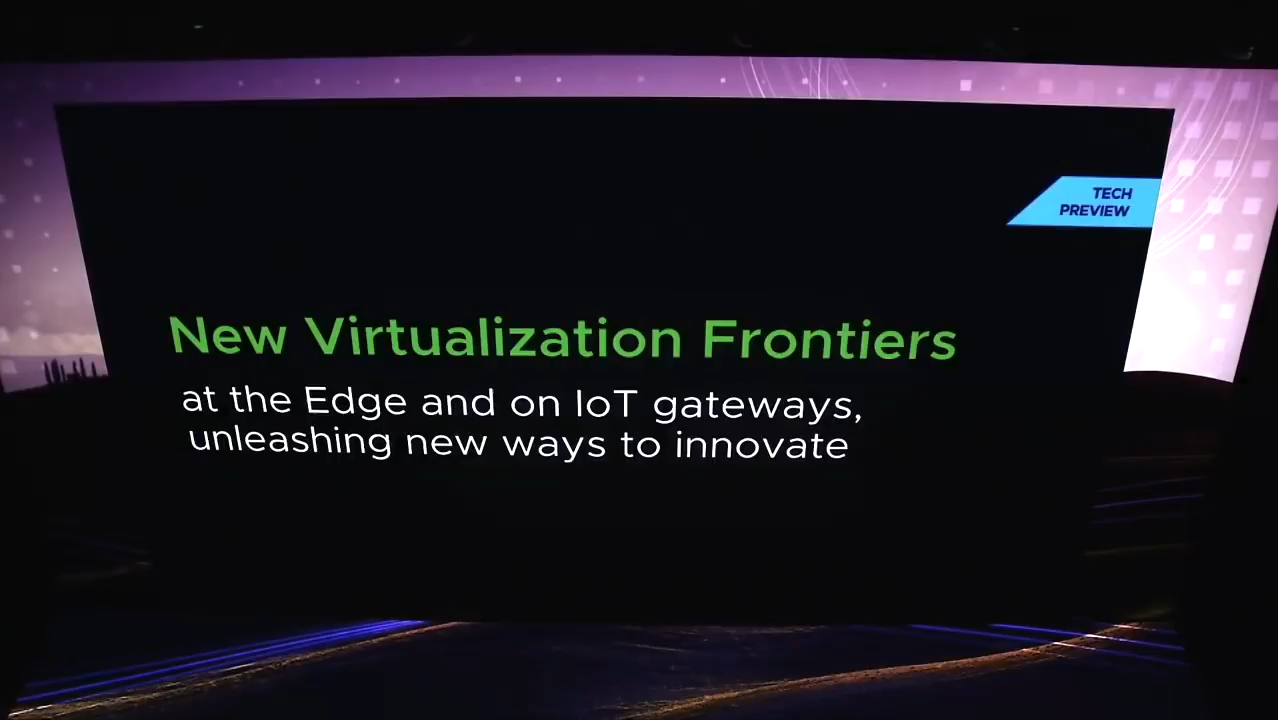 TECH
PREVIEW
New Virtualization Frontiers
at the Edge and on IoT gateways,
unleashing new ways to innovate